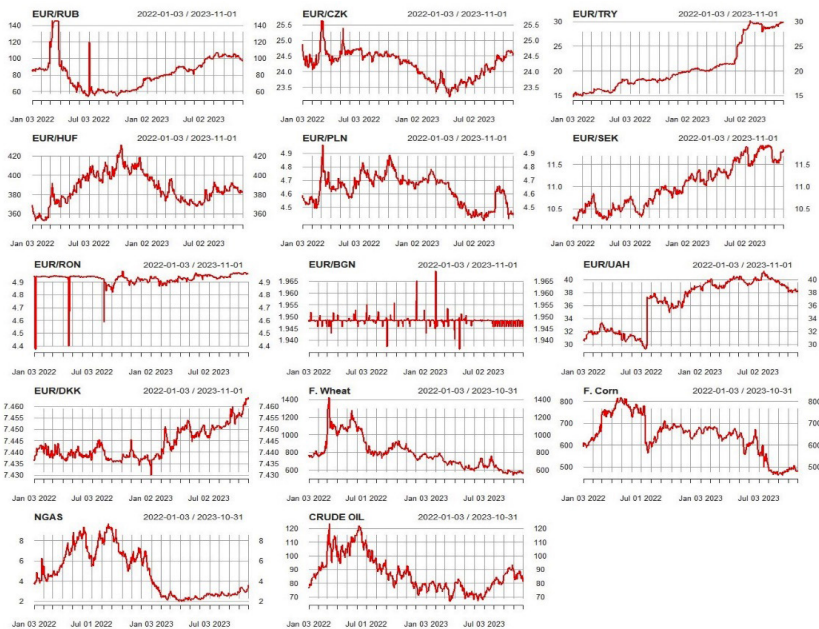 EUR/RUB 2022-01-03 / 2023-11-01
140 140
120 120
100 100
80 80
60 60
Jan 03 2022 Jul 01 2022 Jan 02 2023 Jul 02 2023
EUR/CZK 2022-01-03 / 2023-11-01
25.5 25.5
25.0 25.0
24.5 24.5
24.0 24.0
23.5 23.5
Jan 03 2022 Jul 03 2022 Jan 02 2023 Jul 02 2023
EUR/TRY 2022-01-03 / 2023-11-01
30 30
25 25
20 20
15 15
Jan 03 2022 Jul 03 2022 Jan 02 2023 Jul 02 2023
EUR/HUF 2022-01-03 / 2023-11-01
420 420
400 400
380 380
360 360
Jan 03 2022 Jul 03 2022 Jan 02 2023 Jul 02 2023
EUR/PLN 2022-01-03 / 2023-11-01
4.9 4.9
4.8 4.8
4.7 4.7
4.6 4.6
4.5 4.5
Jan 03 2022 Jul 03 2022 Jan 02 2023 Jul 02 2023
EUR/SEK 2022-01-03 / 2023-11-01
11.5 11.5
11.0 11.0
10.5 10.5
Jan 03 2022 Jul 03 2022 Jan 02 2023 Jul 02 2023
EUR/RON 2022-01-03 / 2023-11-01
4.9 4.9
4.8 4.8
4.7 4.7
4.6 4.6
4.5 4.5
4.4 4.4
Jan 03 2022 Jul 03 2022 Jan 02 2023 Jul 02 2023
EUR/BGN 2022-01-03 / 2023-11-01
1.965 1.965
1.960 1.960
1.955 1.955
1.950 1.950
1.945 1.945
1.940 1.940
Jan 03 2022 Jul 03 2022 Jan 02 2023 Jul 02 2023
EUR/UAH 2022-01-03 / 2023-11-01
40 40
38 38
36 36
34 34
32 32
30 30
Jan 03 2022 Jul 03 2022 Jan 02 2023 Jul 02 2023
EUR/DKK 2022-01-03 / 2023-11-01
7.460 7.460
7.455 7.455
7.450 7.450
7.445 7.445
7.440 7.440
7.435 7.435
7.430 7.430
Jan 03 2022 Jul 03 2022 Jan 02 2023 Jul 02 2023
F. Wheat 2022-01-03 / 2023-10-31
1400 1400
1200 1200
1000 1000
800 800
600 600
Jan 03 2022 Jul 01 2022 Jan 03 2023 Jul 03 2023
F. Corn 2022-01-03 / 2023-10-31
800 800
700 700
600 600
500 500
Jan 03 2022 Jul 01 2022 Jan 03 2023 Jul 03 2023
NGAS 2022-01-03 / 2023-10-31
8 8
6 6
4 4
2 2
Jan 03 2022 Jul 01 2022 Jan 03 2023 Jul 03 2023
CRUDE OIL 2022-01-03 / 2023-10-31
120 120
110 110
100 100
90 90
80 80
70 70
Jan 03 2022 Jul 01 2022 Jan 03 2023 Jul 03 2023